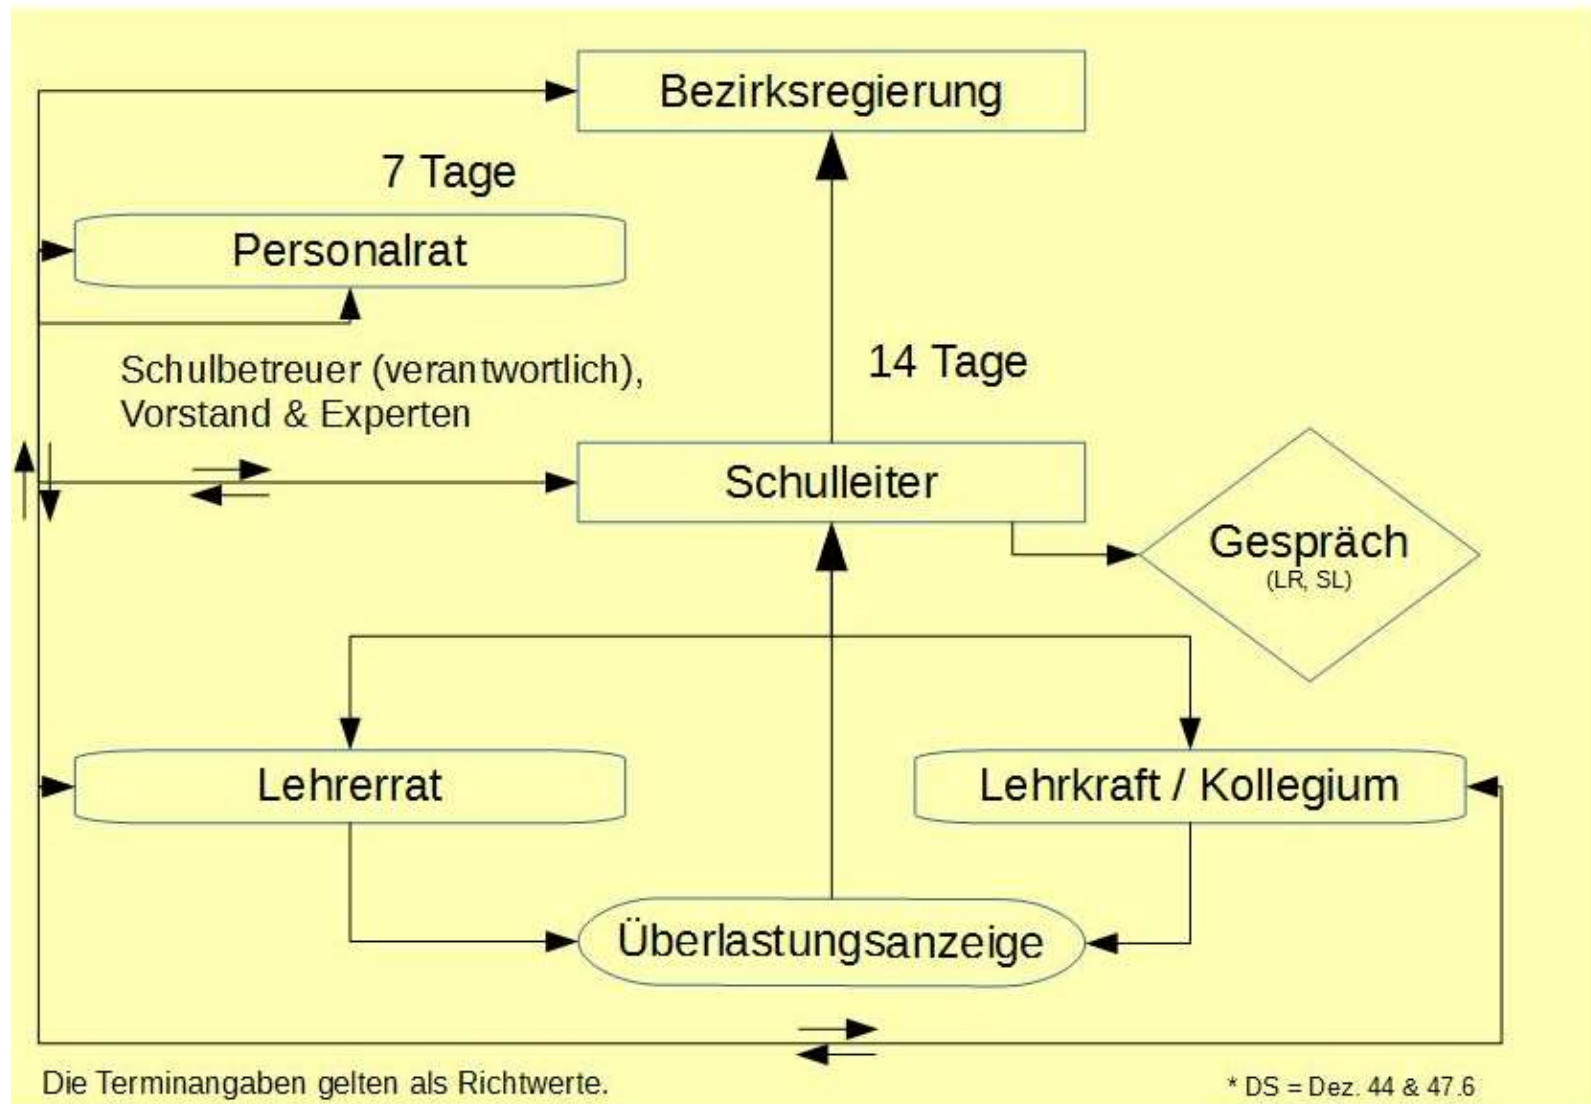 Bezirksregierung
7 Tage
Personalrat
Schulbetreuer (verantwortlich),
Vorstand & Experten
14 Tage
Schulleiter
Gespräch
(LR, SL)
Lehrerrat
Lehrkraft / Kollegium
Überlastungsanzeige
Die Terminangaben gelten als Richtwerte.
* DS = Dez. 44 & 47.6